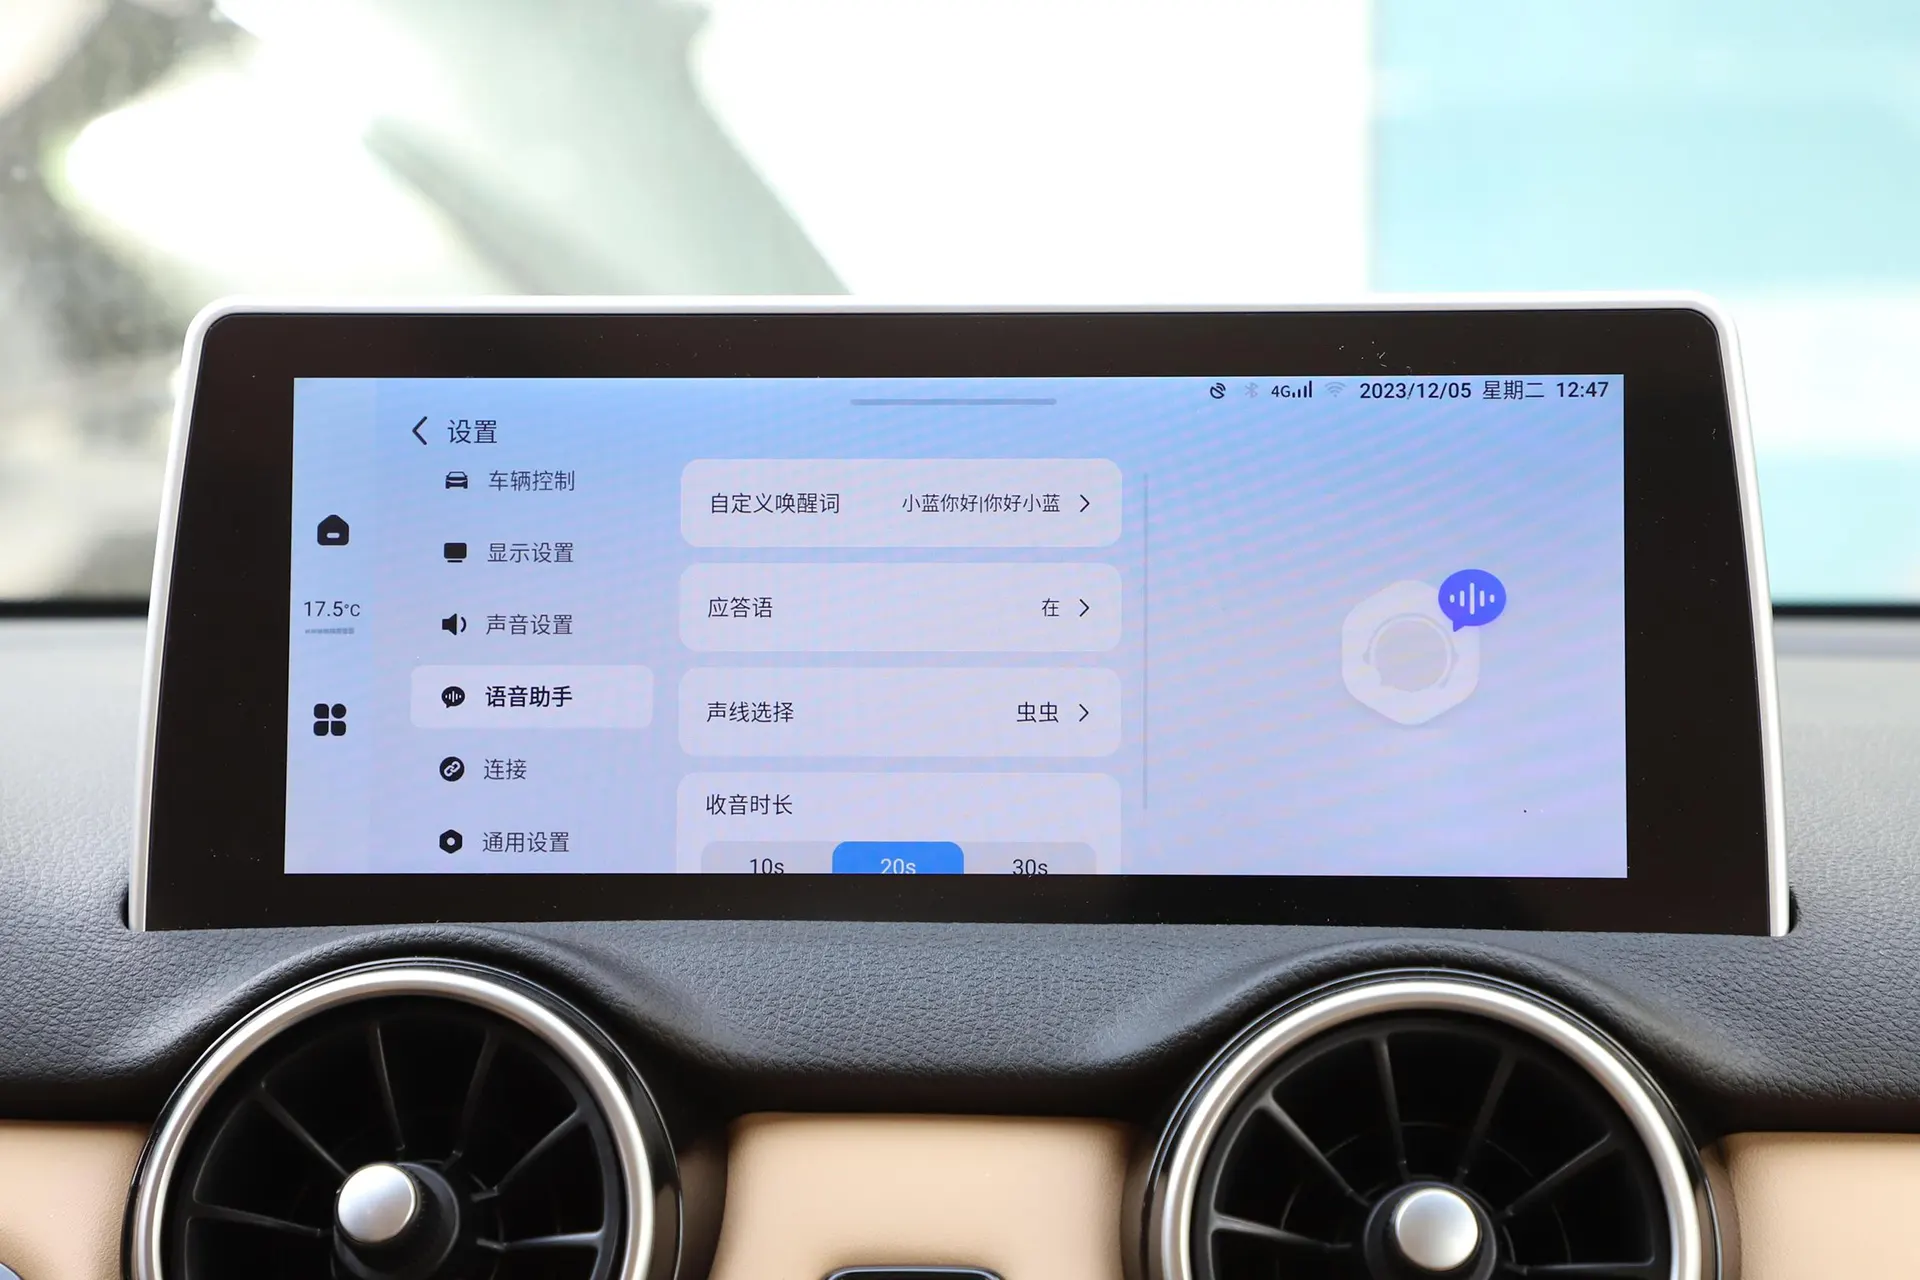 4G 2023/12/05 星期二 12:47
设置
车辆控制
显示设置
声音设置
语音助手
连接
通用设置
17.5°C
自定义唤醒词 小蓝你好|你好小蓝
应答语 在
声线选择 虫虫
收音时长
10s 20s 30s